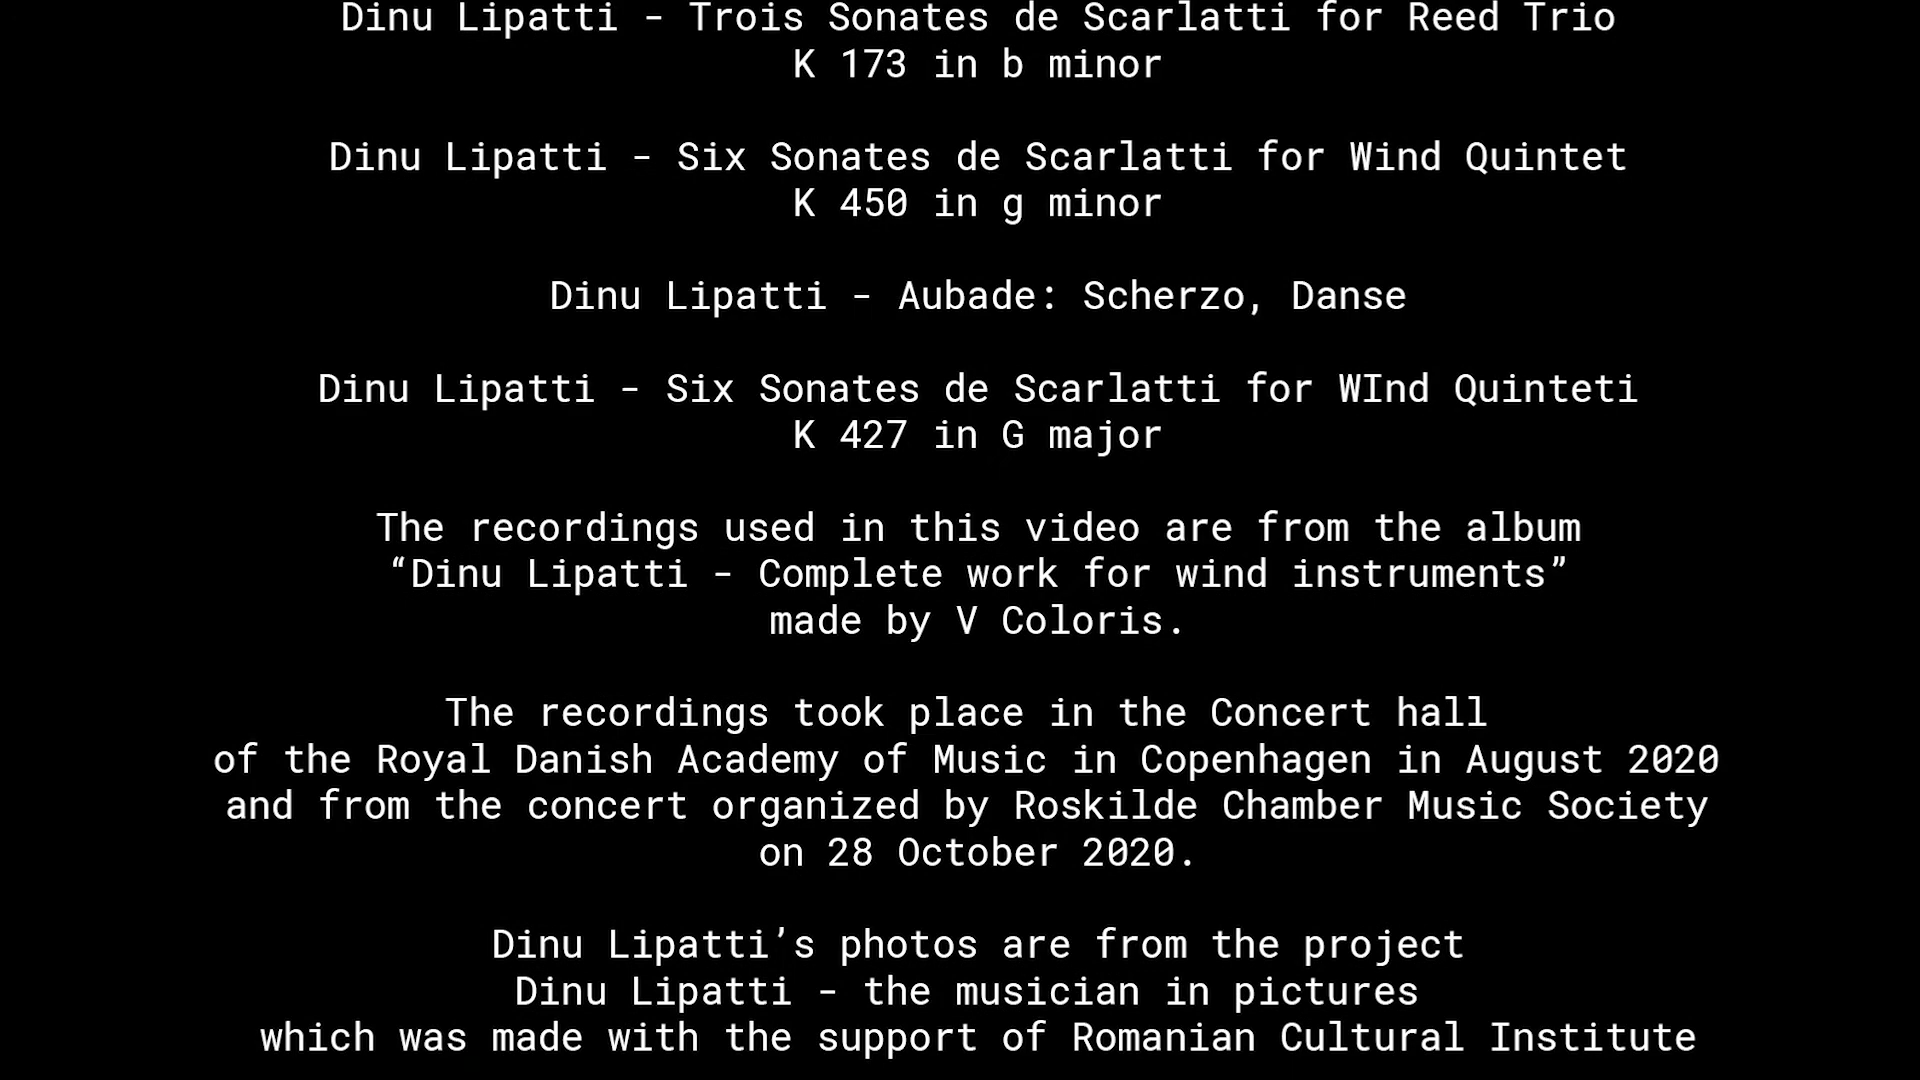 Dinu Lipatti - Trois Sonates de Scarlatti for Reed Trio
K 173 in b minor
Dinu Lipatti - Six Sonates de Scarlatti for Wind Quintet
K 450 in g minor
Dinu Lipatti - Aubade: Scherzo, Danse
Dinu Lipatti - Six Sonates de Scarlatti for WInd Quinteti
K 427 in G major
The recordings used in this video are from the album
“Dinu Lipatti - Complete work for wind instruments”
made by V Coloris.
The recordings took place in the Concert hall
of the Royal Danish Academy of Music in Copenhagen in August 2020
and from the concert organized by Roskilde Chamber Music Society
on 28 October 2020.
Dinu Lipatti’s photos are from the project
Dinu Lipatti - the musician in pictures
which was made with the support of Romanian Cultural Institute